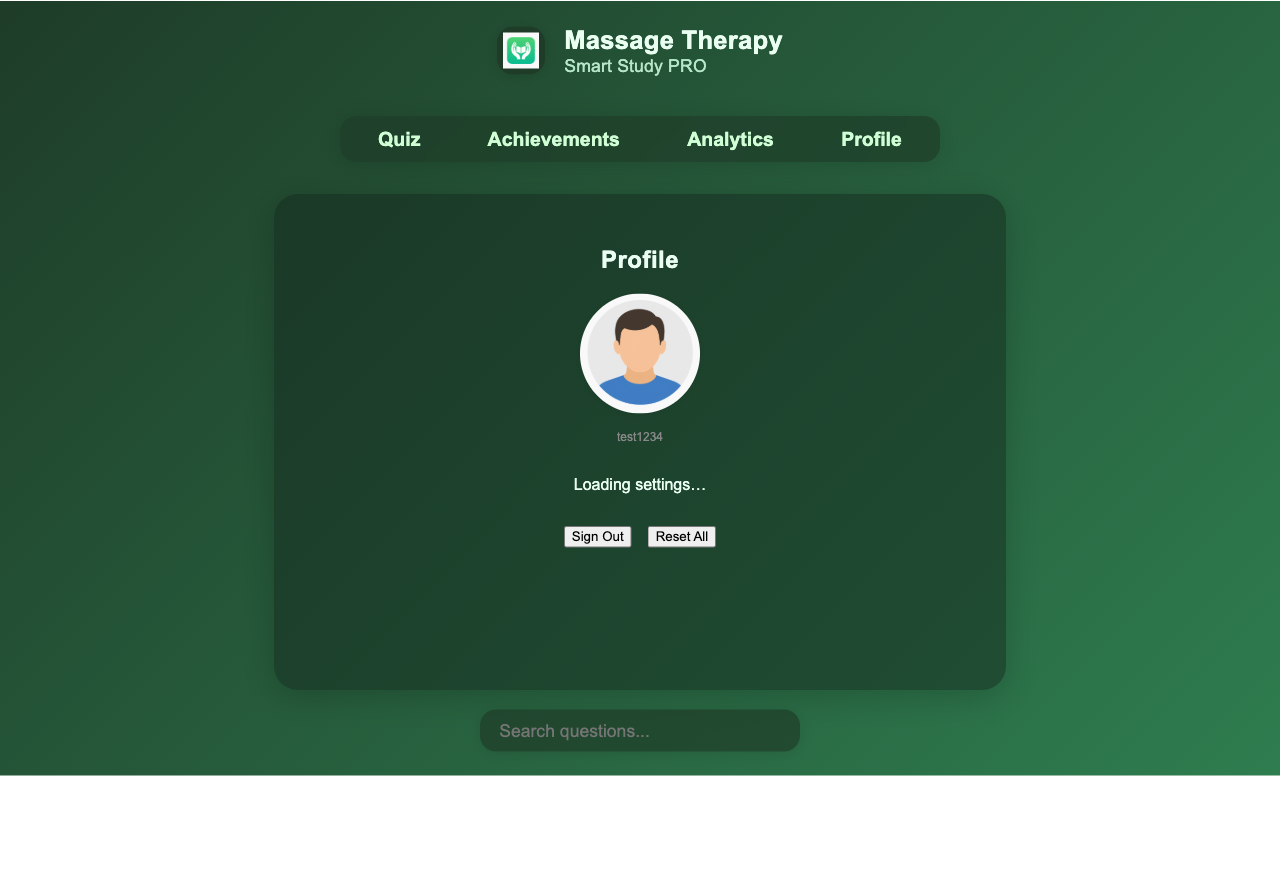 Massage Therapy
Smart Study PRO
Quiz Achievements Analytics Profile
Profile
test1234
Loading settings…
Sign Out Reset All
Search questions...